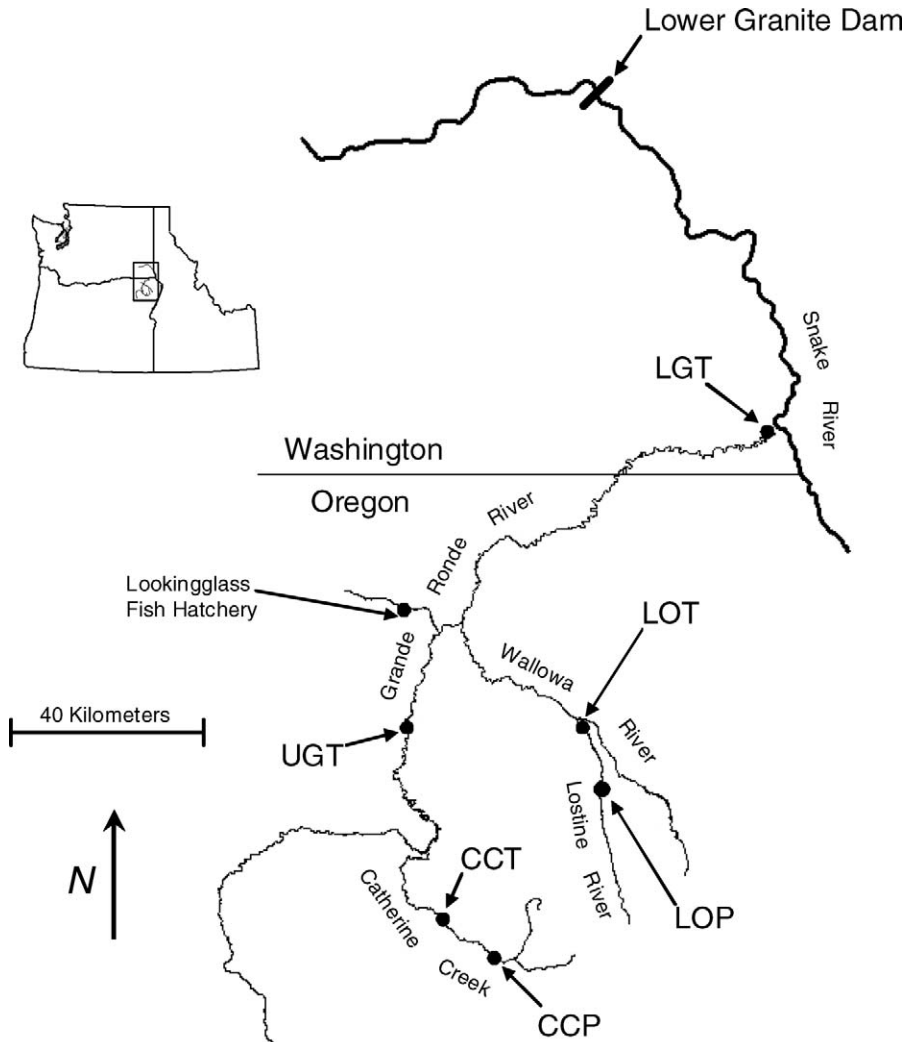 Lower Granite Dam
Snake
River
LGT
Washington
Oregon
River
Ronde
Grande
Lookingglass
Fish Hatchery
LOT
Wallowa
River
40 Kilometers
UGT
Lostine
River
LOP
N
CCT
Catherine
Creek
CCP